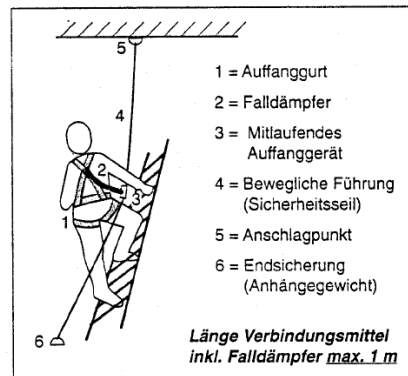 5
4
2
3
1
6
1 = Auffanggurt
2 = Falldämpfer
3 = Mitlaufendes
Auffanggerät
4 = Bewegliche Führung
(Sicherheitsseil)
5 = Anschlagpunkt
6 = Endsicherung
(Anhängegewicht)
Länge Verbindungsmittel
inkl. Falldämpfer max. 1 m